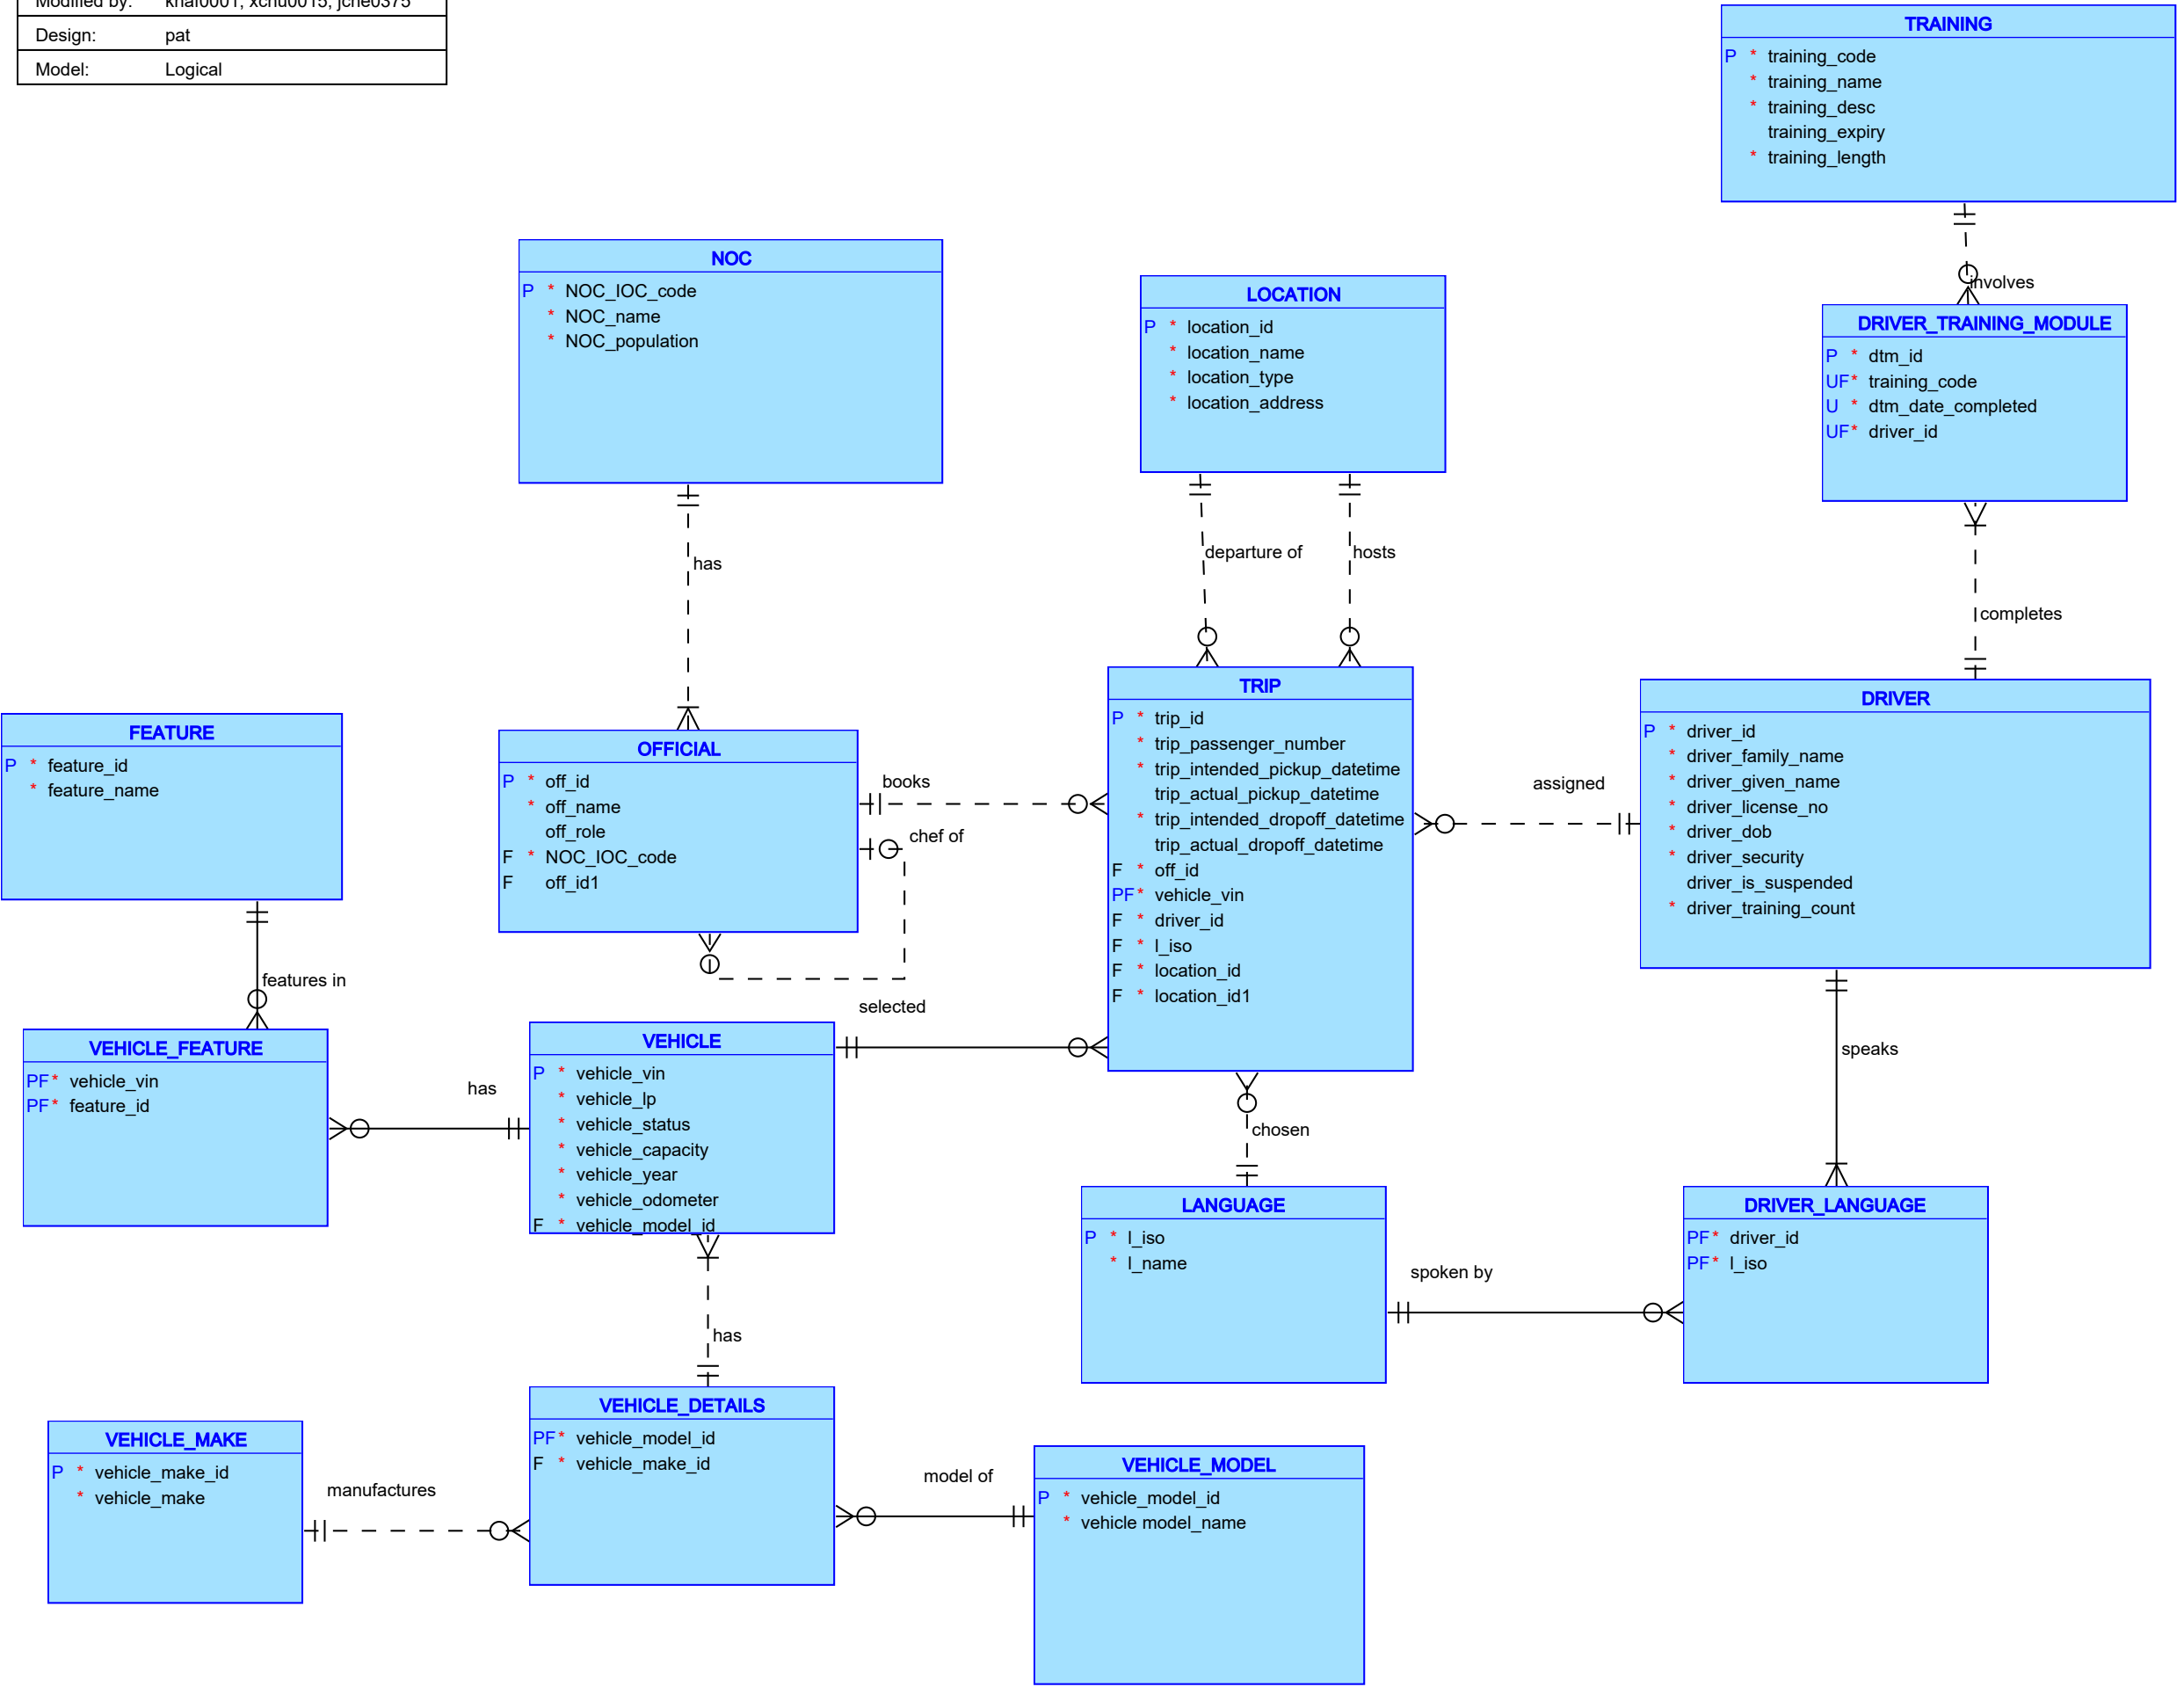 Modified by: khaf0001, xchu0015, jche0375
Design: pat
Model: Logical
TRAINING
P * training_code
* training_name
* training_desc
training_expiry
* training_length
involves
NOC
P * NOC_IOC_code
* NOC_name
* NOC_population
has
LOCATION
P * location_id
* location_name
* location_type
* location_address
departure of
hosts
DRIVER_TRAINING_MODULE
P * dtm_id
UF* training_code
U * dtm_date_completed
UF* driver_id
completes
FEATURE
P * feature_id
* feature_name
features in
OFFICIAL
P * off_id
* off_name
off_role
F * NOC_IOC_code
F off_id1
books
chef of
TRIP
P * trip_id
* trip_passenger_number
* trip_intended_pickup_datetime
trip_actual_pickup_datetime
* trip_intended_dropoff_datetime
trip_actual_dropoff_datetime
F * off_id
PF* vehicle_vin
F * driver_id
F * l_iso
F * location_id
F * location_id1
assigned
DRIVER
P * driver_id
* driver_family_name
* driver_given_name
* driver_license_no
* driver_dob
* driver_security
driver_is_suspended
* driver_training_count
speaks
VEHICLE_FEATURE
PF* vehicle_vin
PF* feature_id
has
selected
VEHICLE
P * vehicle_vin
* vehicle_lp
* vehicle_status
* vehicle_capacity
* vehicle_year
* vehicle_odometer
F * vehicle_model_id
has
chosen
LANGUAGE
P * l_iso
* l_name
spoken by
DRIVER_LANGUAGE
PF* driver_id
PF* l_iso
VEHICLE_MAKE
P * vehicle_make_id
* vehicle_make
manufactures
VEHICLE_DETAILS
PF* vehicle_model_id
F * vehicle_make_id
model of
VEHICLE_MODEL
P * vehicle_model_id
* vehicle model_name